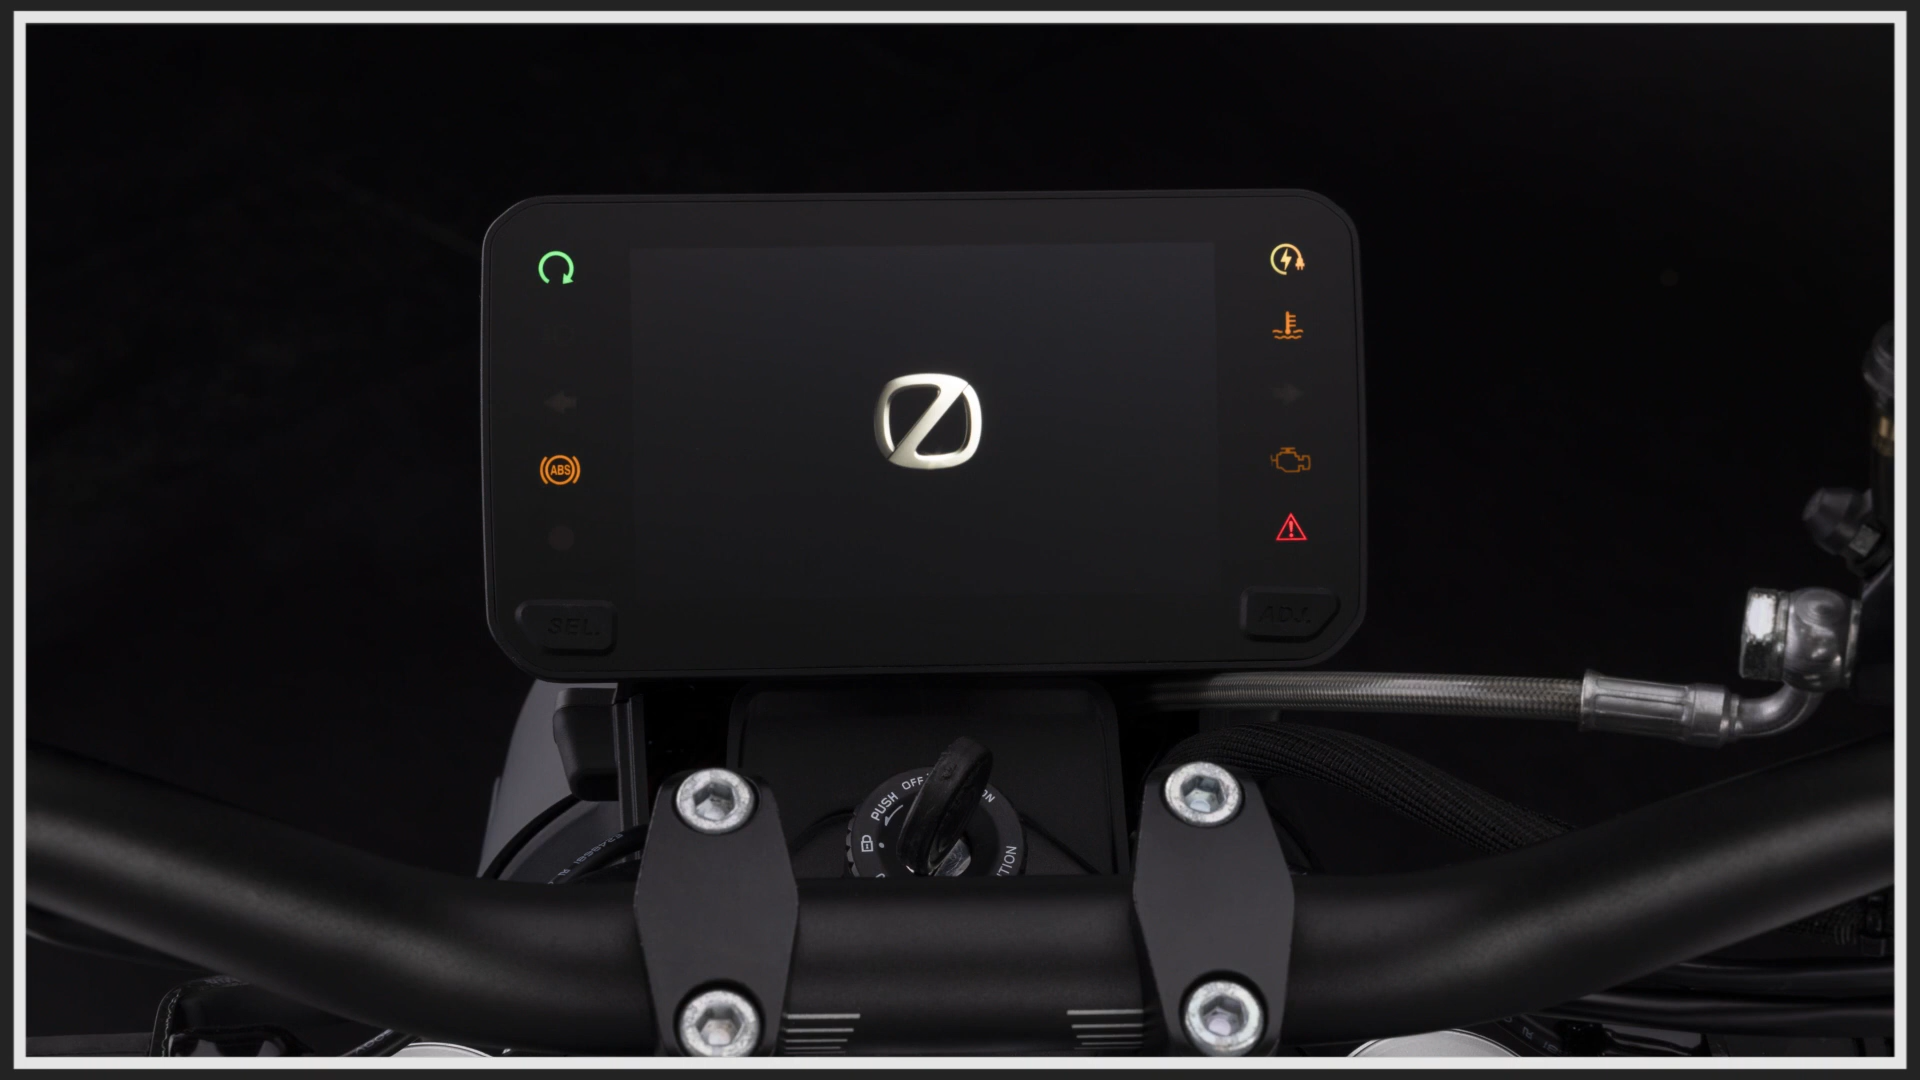 ABS
SEL.
ADJ.
PUSH
OFF
ON